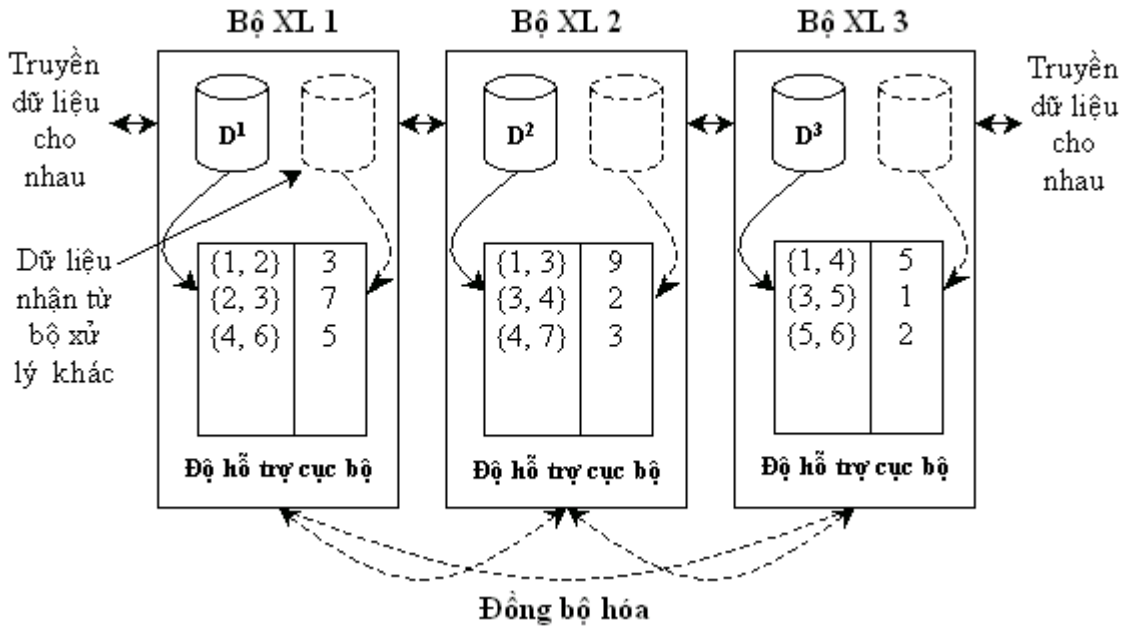 Bộ XL 1
Bộ XL 2
Bộ XL 3
Truyền
dữ liệu
cho
nhau
D1
D2
D3
Truyền
dữ liệu
cho
nhau
Dữ liệu
nhận từ
bộ xử
lý khác
{1, 2} 3
{2, 3} 7
{4, 6} 5
{1, 3} 9
{3, 4} 2
{4, 7} 3
{1, 4} 5
{3, 5} 1
{5, 6} 2
Độ hỗ trợ cục bộ
Độ hỗ trợ cục bộ
Độ hỗ trợ cục bộ
Đồng bộ hóa